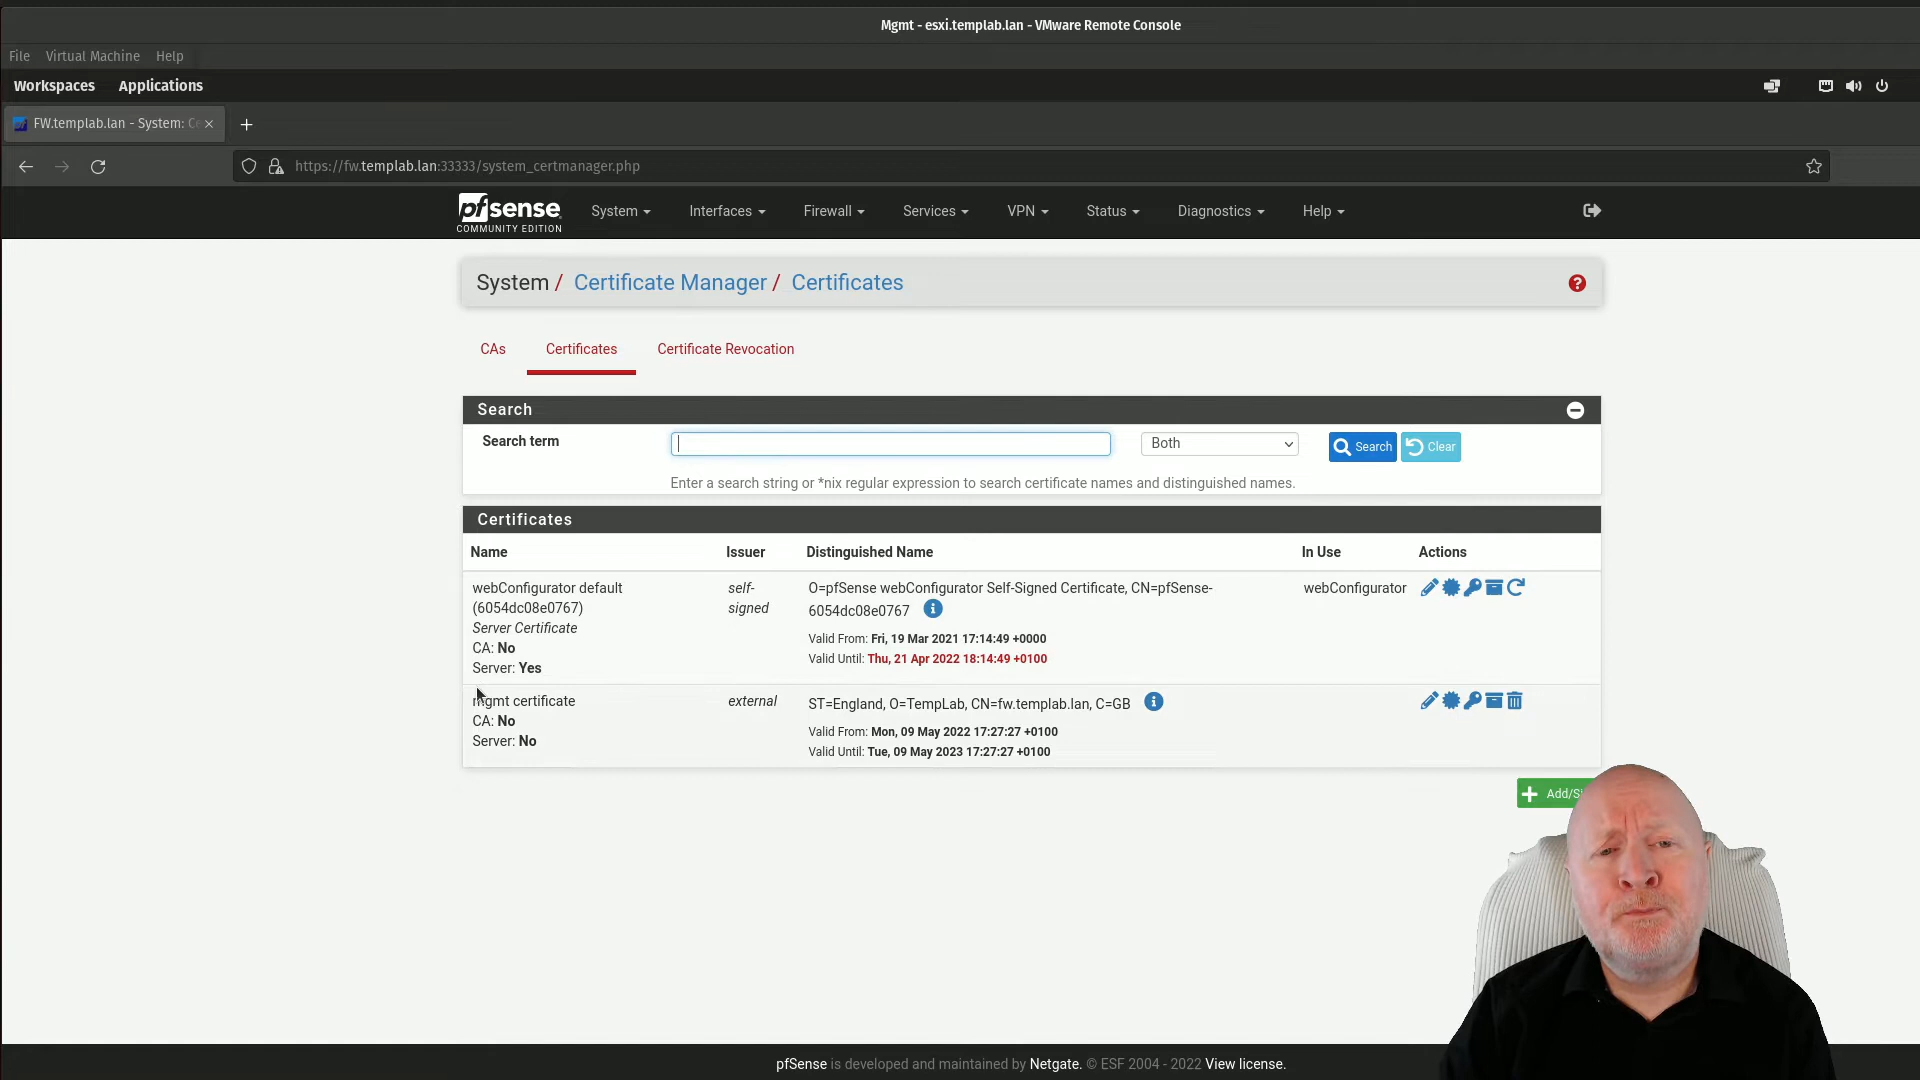 Mgmt - esxi.templab.lan - VMware Remote Console
File Virtual Machine Help
Workspaces Applications
FW.templab.lan - System: Ce
https://fw.templab.lan:33333/system_certmanager.php
pfsense
COMMUNITY EDITION
System Interfaces Firewall Services VPN Status Diagnostics Help
System / Certificate Manager / Certificates
CAs Certificates Certificate Revocation
Search
Search term Both Search Clear
Enter a search string or *nix regular expression to search certificate names and distinguished names.
Certificates
Name Issuer Distinguished Name In Use Actions
webConfigurator default
(6054dc08e0767)
Server Certificate
CA: No
Server: Yes
self-
signed
O=pfSense webConfigurator Self-Signed Certificate, CN=pfSense-
6054dc08e0767
Valid From: Fri, 19 Mar 2021 17:14:49 +0000
Valid Until: Thu, 21 Apr 2022 18:14:49 +0100
webConfigurator
mgmt certificate
CA: No
Server: No
external
ST=England, O=TempLab, CN=fw.templab.lan, C=GB
Valid From: Mon, 09 May 2022 17:27:27 +0100
Valid Until: Tue, 09 May 2023 17:27:27 +0100
Add/Si
pfSense is developed and maintained by Netgate. © ESF 2004 - 2022 View license.